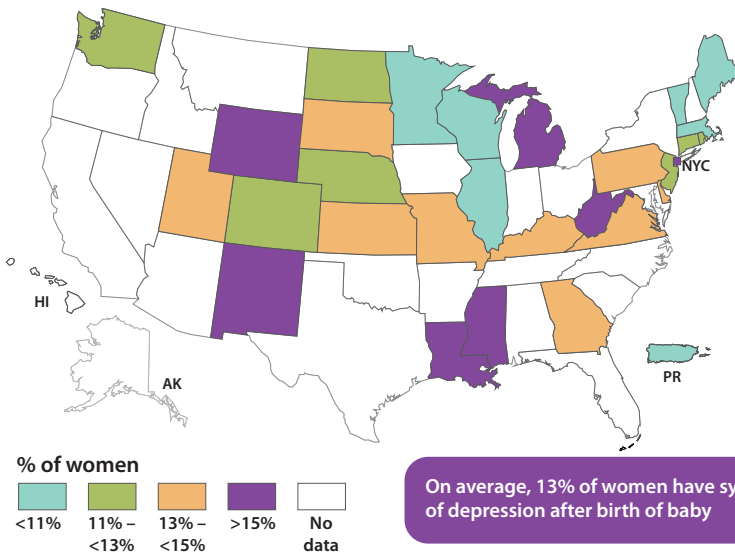 NYC
HI
AK
PR
% of women
<11%
11% –
<13%
13% –
<15%
>15%
No
data
On average, 13% of women have
of depression after birth of baby